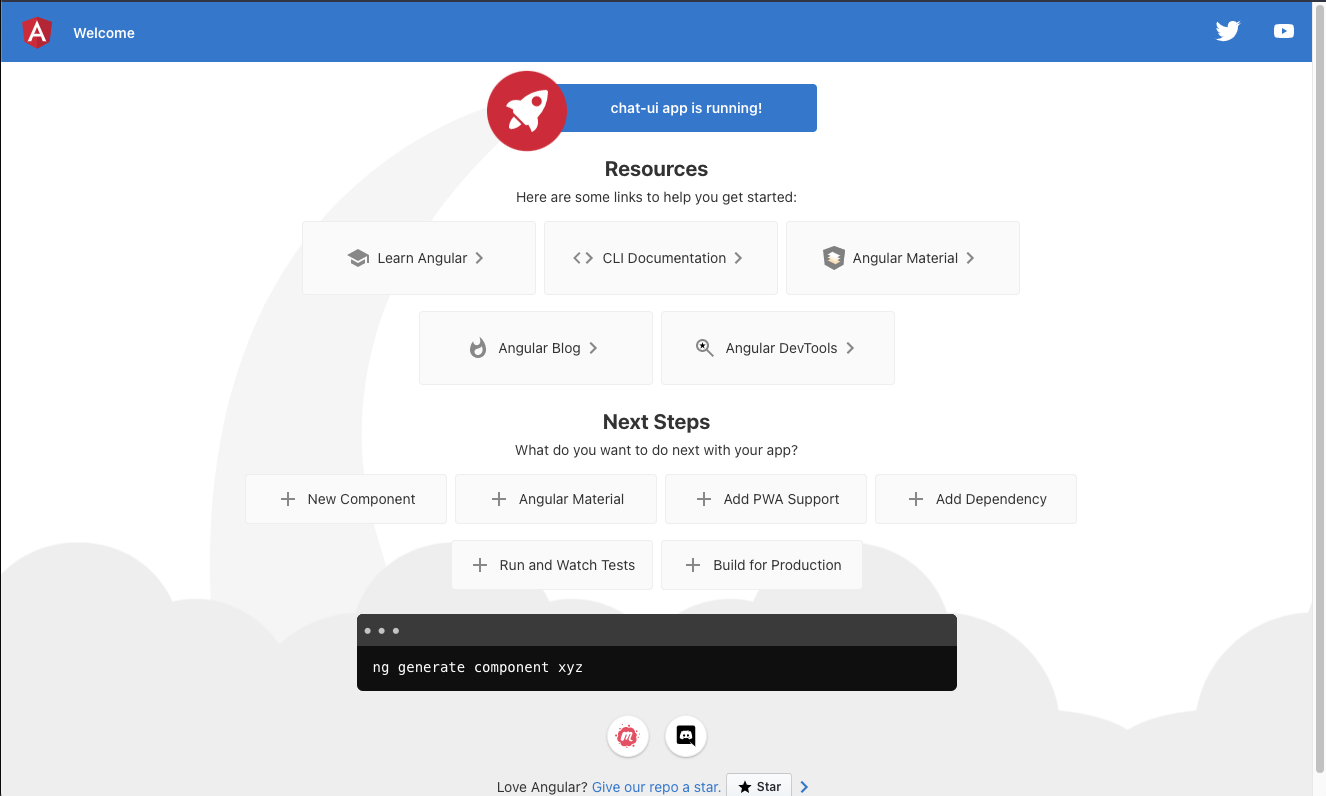 Welcome
chat-ui app is running!
Resources
Here are some links to help you get started:
Learn Angular
CLI Documentation
Angular Material
Angular Blog
Angular DevTools
Next Steps
What do you want to do next with your app?
New Component
Angular Material
Add PWA Support
Add Dependency
Run and Watch Tests
Build for Production
ng generate component xyz
Love Angular? Give our repo a star. Star